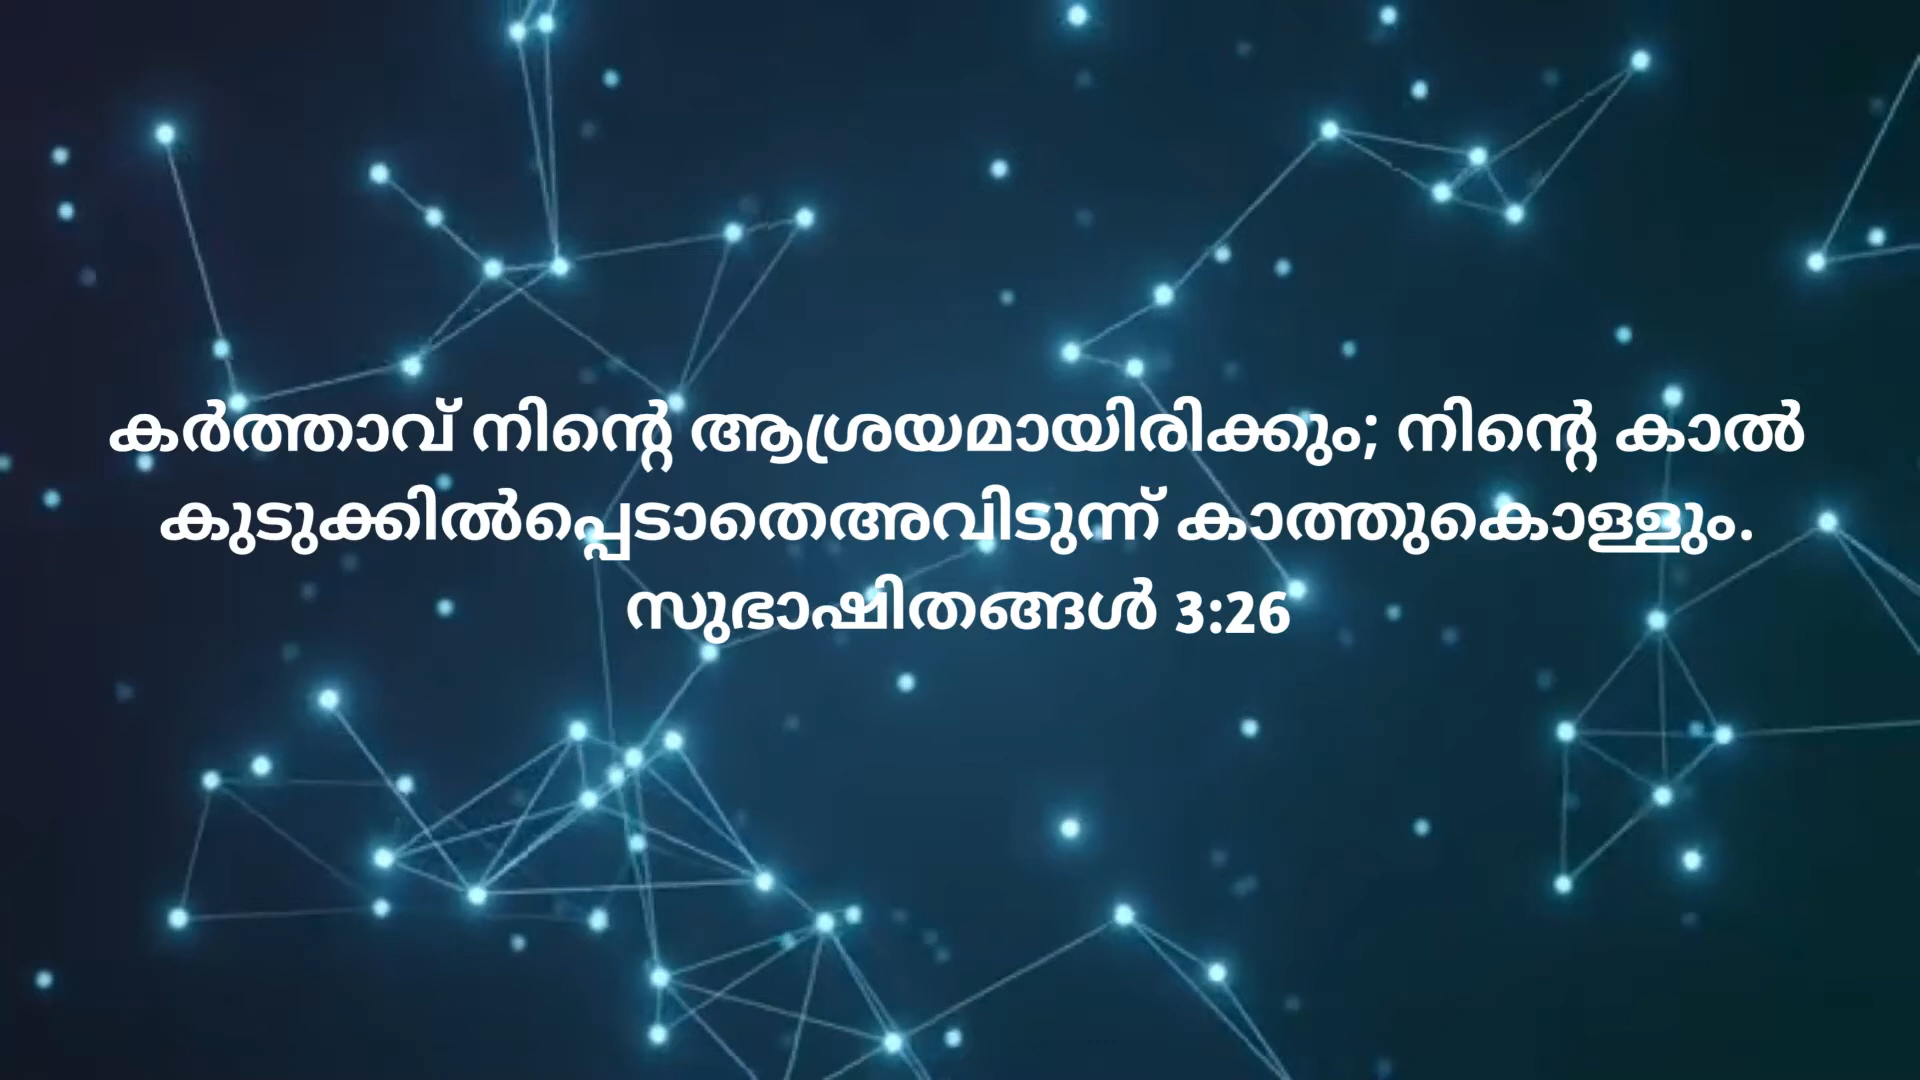 കർത്താവ് നിന്റെ ആശ്രയമായിരിക്കും; നിന്റെ കാൽ
കുടുക്കിൽപ്പെടാതെഅവിടുന്ന് കാത്തുകൊള്ളും.
സുഭാഷിതങ്ങൾ 3:26